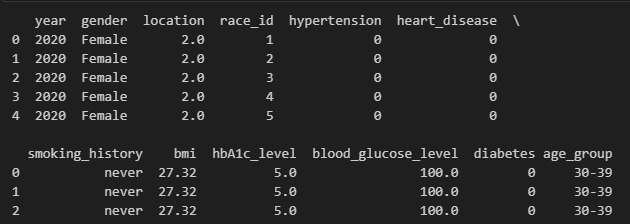 year gender location race_id hypertension heart_disease \
0 2020 Female 2.0 1 0 0
1 2020 Female 2.0 2 0 0
2 2020 Female 2.0 3 0 0
3 2020 Female 2.0 4 0 0
4 2020 Female 2.0 5 0 0
smoking_history bmi hbA1c_level blood_glucose_level diabetes age_group
0 never 27.32 5.0 100.0 0 30-39
1 never 27.32 5.0 100.0 0 30-39
2 never 27.32 5.0 100.0 0 30-39